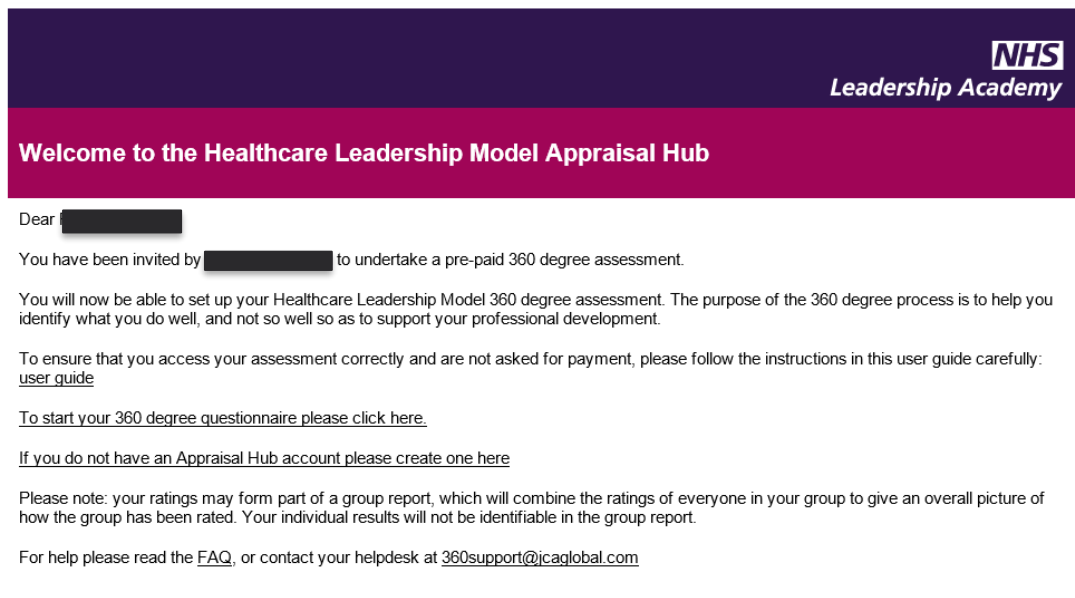 NHS
Leadership Academy
Welcome to the Healthcare Leadership Model Appraisal Hub
Dear
You have been invited by to undertake a pre-paid 360 degree assessment.
You will now be able to set up your Healthcare Leadership Model 360 degree assessment. The purpose of the 360 degree process is to help you
identify what you do well, and not so well so as to support your professional development.
To ensure that you access your assessment correctly and are not asked for payment, please follow the instructions in this user guide carefully:
user guide
To start your 360 degree questionnaire please click here.
If you do not have an Appraisal Hub account please create one here
Please note: your ratings may form part of a group report, which will combine the ratings of everyone in your group to give an overall picture of
how the group has been rated. Your individual results will not be identifiable in the group report.
For help please read the FAQ, or contact your helpdesk at 360support@jcaglobal.com